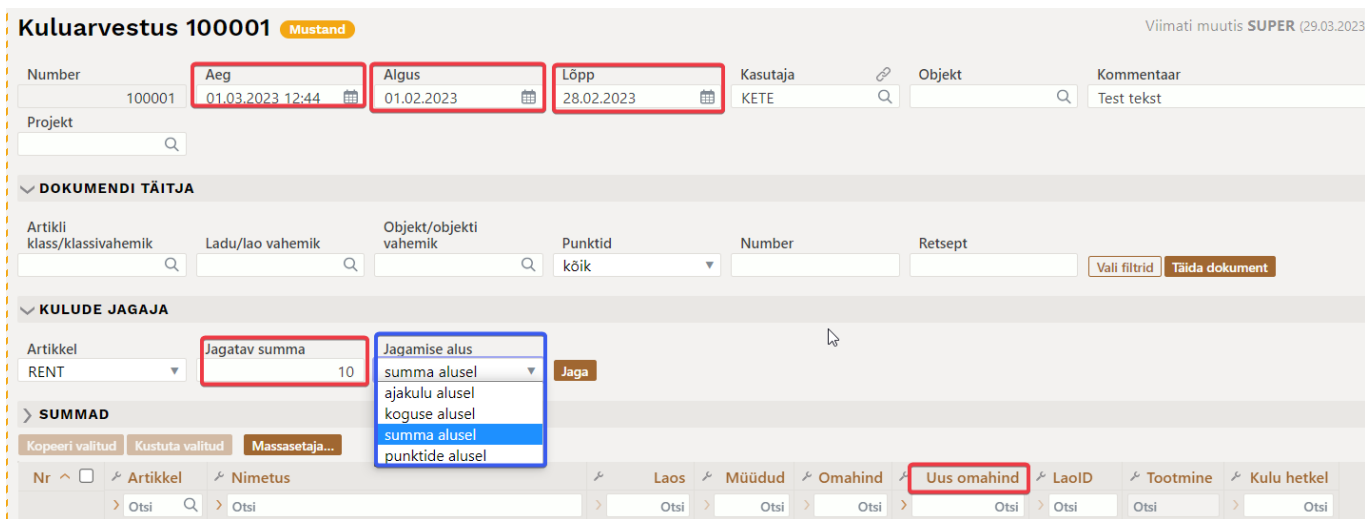 Kuluarvestus 100001 Mustand Viimati muutis SUPER (29.03.2023
Number Aeg Algus Lõpp Kasutaja Objekt Kommentaar
100001 01.03.2023 12:44 01.02.2023 28.02.2023 KETE Test tekst
Projekt
DOKUMENDI TÄITJA
Artikli Objekt/objekti
klass/klassivahemik Ladu/lao vahemik vahemik Punktid Number Retsept
kõik Vali filtrid Täida dokument
KULUDE JAGAJA
Artikkel Jagatav summa Jagamise alus
RENT 10 summa alusel Jaga
ajakulu alusel
koguse alusel
summa alusel
punktide alusel
SUMMAD
Kopeeri valitud Kustuta valitud Massasetaja...
Nr Artikkel Nimetus Laos Müüdud Omahind Uus omahind LaoID Tootmine Kulu hetkel
Otsi Otsi Otsi Otsi Otsi Otsi Otsi Otsi Otsi